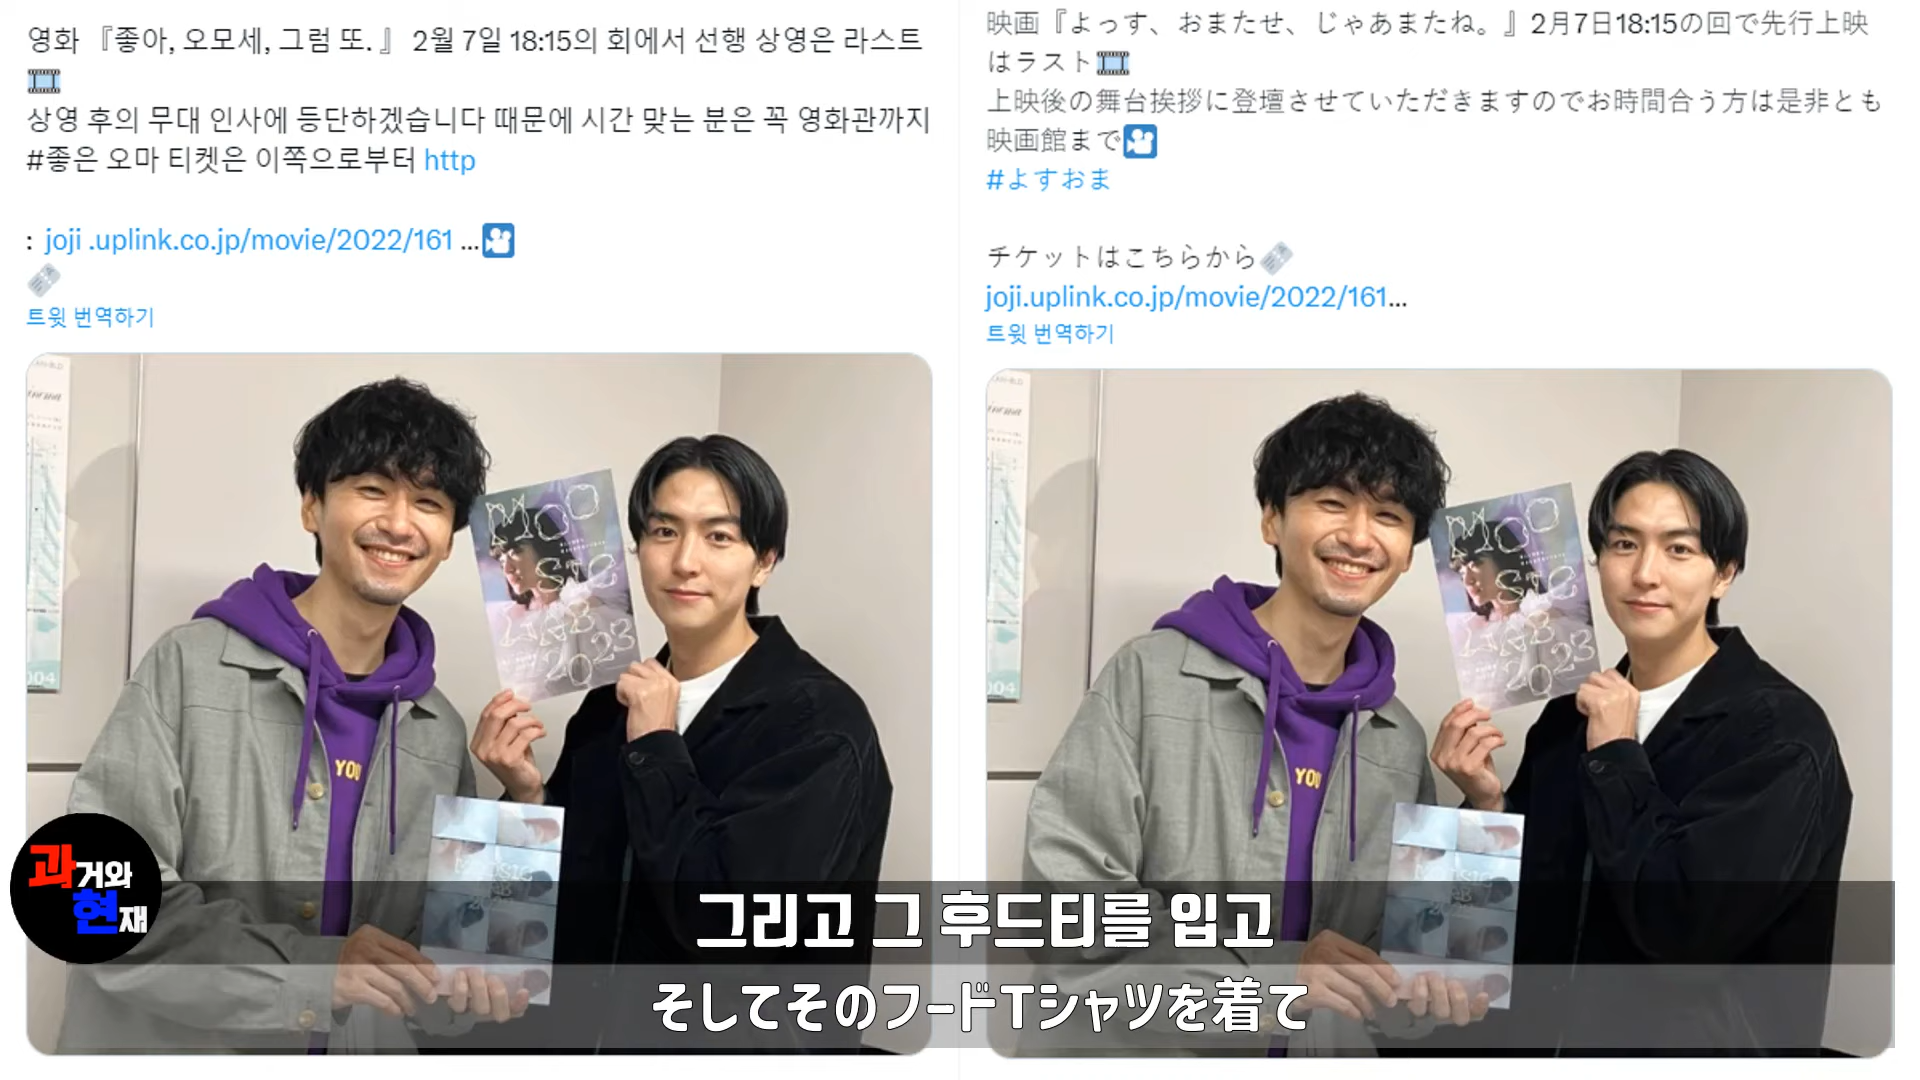 영화 『좋아, 오모세, 그럼 또. 』 2월 7일 18:15의 회에서 선행 상영은 라스트
상영 후의 무대 인사에 등단하겠습니다 때문에 시간 맞는 분은 꼭 영화관까지
#좋은 오마 티켓은 이쪽으로부터 http
: joji .uplink.co.jp/movie/2022/161 ...
트윗 번역하기
MOO
SIC
LAB
2023
YOU
004
映画『よっす、おまたせ、じゃあまたね。』2月7日18:15の回で先行上映
はラスト
上映後の舞台挨拶に登壇させていただきますのでお時間合う方は是非とも
映画館まで
#よすおま
チケットはこちらから
joji.uplink.co.jp/movie/2022/161...
트윗 번역하기
MOO
SIC
LAB
2023
YOU
004
과거와
현재
그리고 그 후드티를 입고
そしてそのフードTシャツを着て